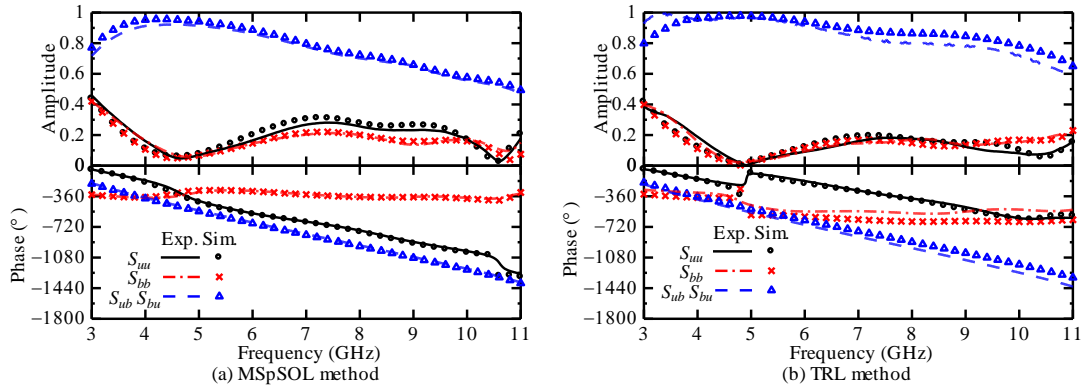 1
0.8
0.6
0.4
0.2
0
Amplitude
−360
−720
−1080
−1440
−1800
Phase (°)
Exp. Sim.
Suu
Sbb
Sub Sbu
3 4 5 6 7 8 9 10 11
Frequency (GHz)
(a) MSpSOL method
1
0.8
0.6
0.4
0.2
0
Amplitude
−360
−720
−1080
−1440
−1800
Phase (°)
Exp. Sim.
Suu
Sbb
Sub Sbu
3 4 5 6 7 8 9 10 11
Frequency (GHz)
(b) TRL method